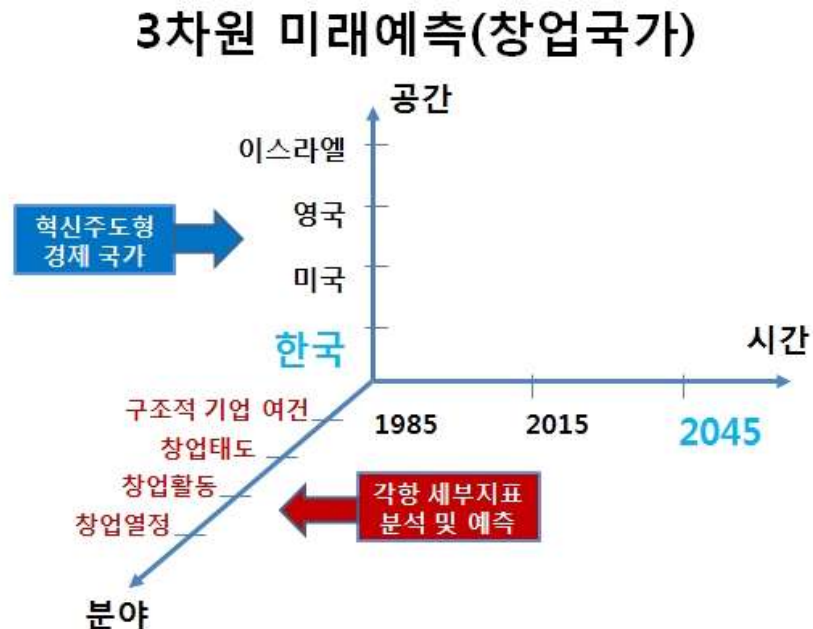 3차원 미래예측(창업국가)
공간
이스라엘
영국
혁신주도형
경제 국가
미국
한국
시간
구조적 기업 여건
1985
2015
2045
창업태도
창업활동
각항 세부지표
분석 및 예측
창업열정
분야